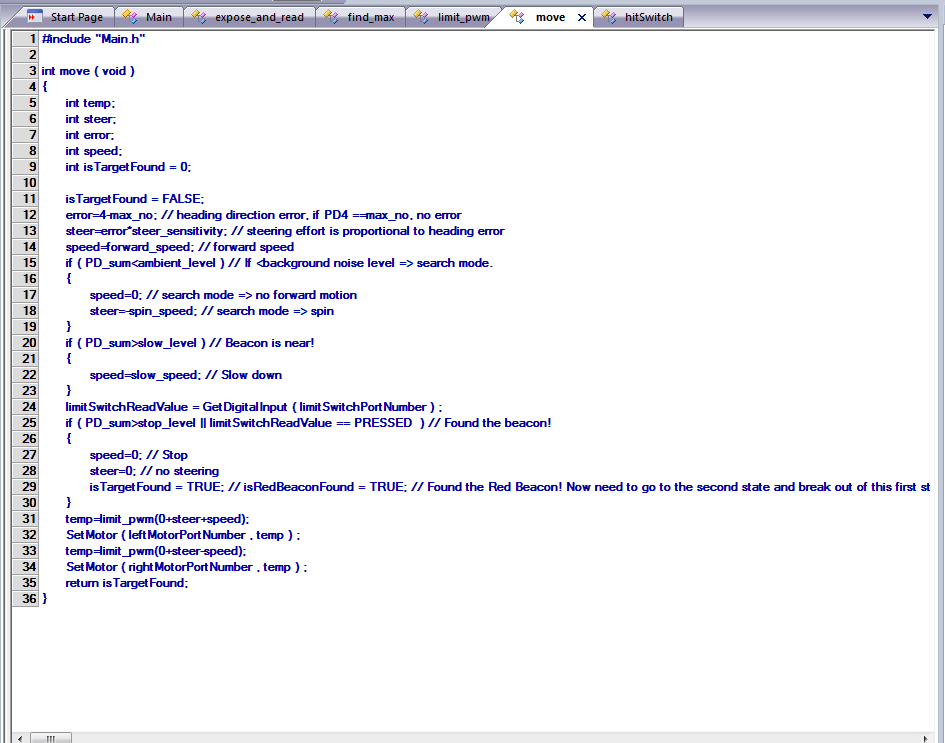 Start Page Main expose_and_read find_max limit_pwm move hitSwitch
1 #include "Main.h"
2
3 int move ( void )
4 {
5 int temp;
6 int steer;
7 int error;
8 int speed;
9 int isTargetFound = 0;
10
11 isTargetFound = FALSE;
12 error=4-max_no; // heading direction error, if PD4 ==max_no, no error
13 steer=error*steer_sensitivity; // steering effort is proportional to heading error
14 speed=forward_speed; // forward speed
15 if ( PD_sum<ambient_level ) // If <background noise level => search mode.
16 {
17 speed=0; // search mode => no forward motion
18 steer=-spin_speed; // search mode => spin
19 }
20 if ( PD_sum>slow_level ) // Beacon is near!
21 {
22 speed=slow_speed; // Slow down
23 }
24 limitSwitchReadValue = GetDigitalInput ( limitSwitchPortNumber ) ;
25 if ( PD_sum>stop_level || limitSwitchReadValue == PRESSED ) // Found the beacon!
26 {
27 speed=0; // Stop
28 steer=0; // no steering
29 isTargetFound = TRUE; // isRedBeaconFound = TRUE; // Found the Red Beacon! Now need to go to the second state and break out of this first st
30 }
31 temp=limit_pwm(0+steer+speed);
32 SetMotor ( leftMotorPortNumber , temp ) ;
33 temp=limit_pwm(0+steer-speed);
34 SetMotor ( rightMotorPortNumber , temp ) ;
35 return isTargetFound;
36 }